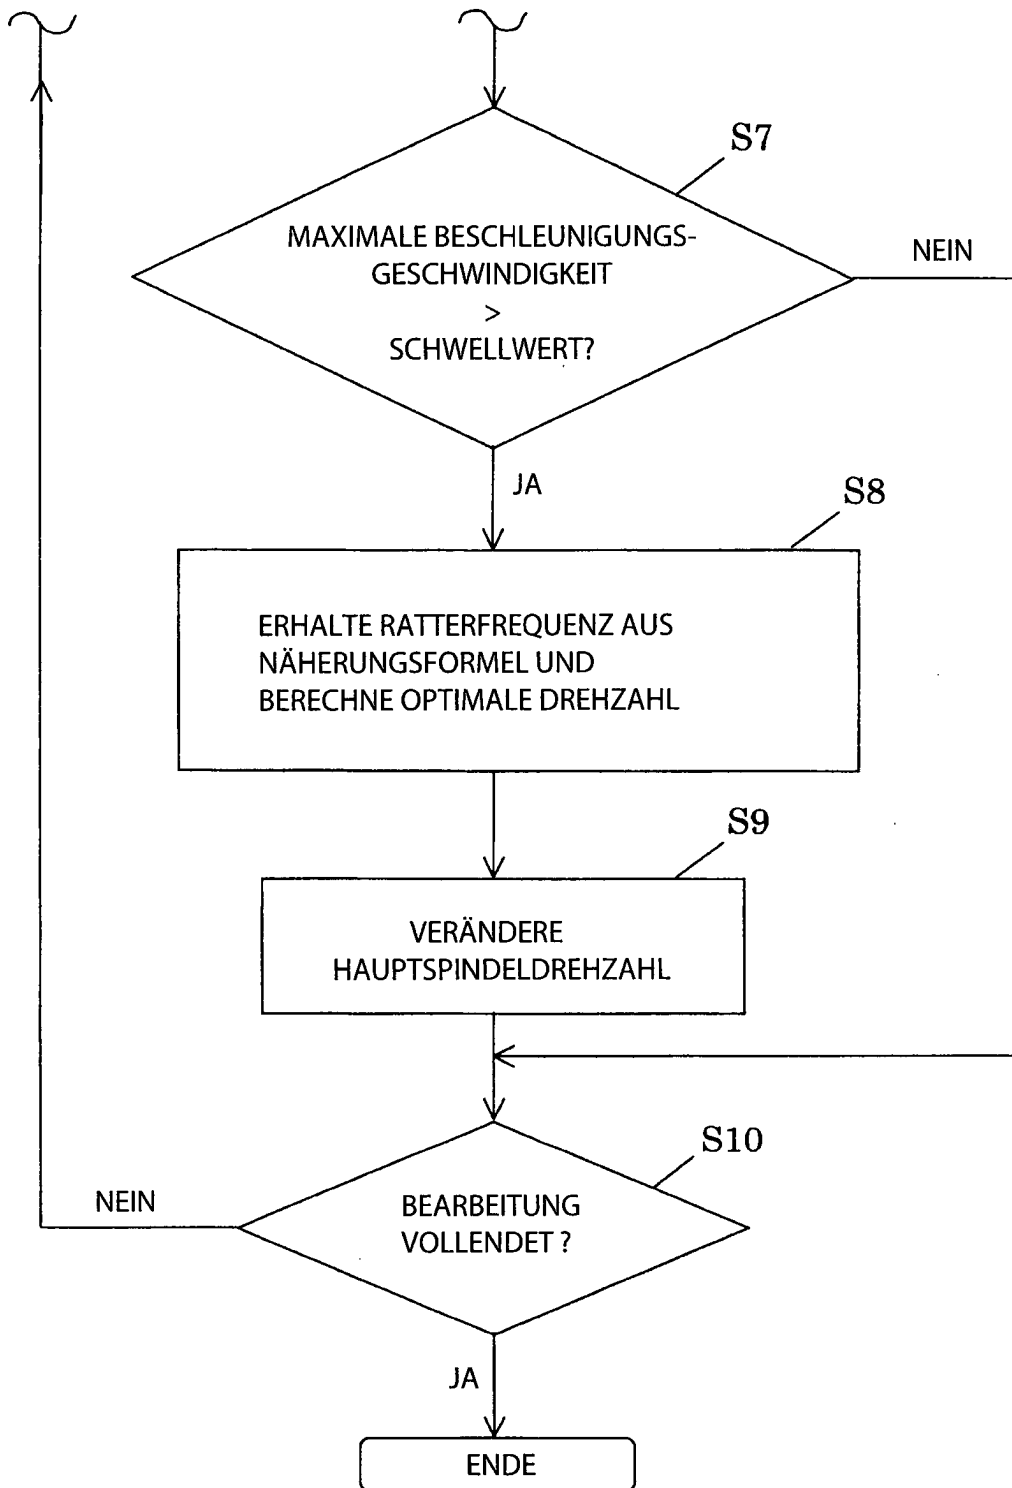 S7
MAXIMALE BESCHLEUNIGUNGS-
GESCHWINDIGKEIT
>
SCHWELLWERT?
NEIN
JA
S8
ERHALTE RATTERFREQUENZ AUS
NÄHERUNGSFORMEL UND
BERECHNE OPTIMALE DREHZAHL
S9
VERÄNDERE
HAUPTSPINDELDREHZAHL
S10
NEIN
BEARBEITUNG
VOLLENDET ?
JA
ENDE